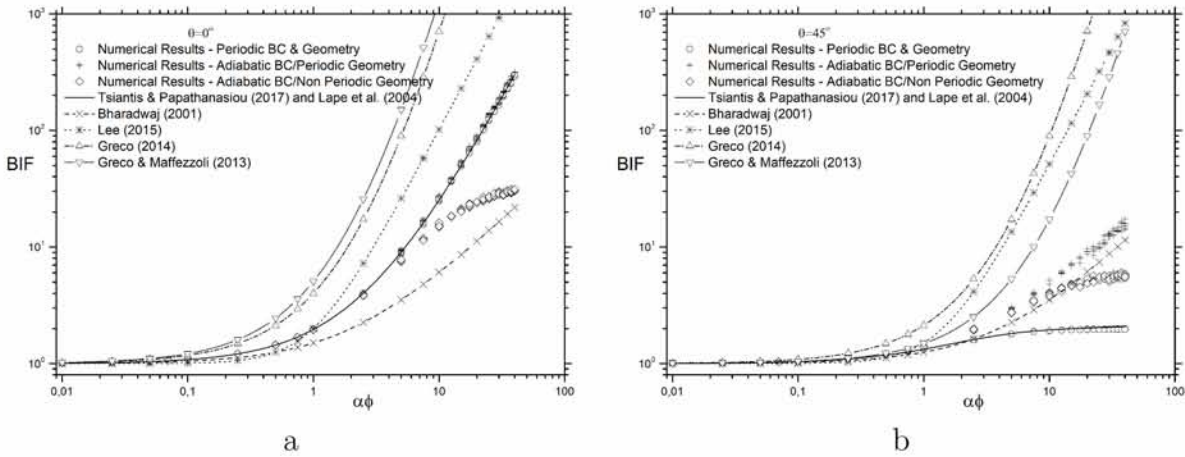 θ=0°
Numerical Results - Periodic BC & Geometry
Numerical Results - Adiabatic BC/Periodic Geometry
Numerical Results - Adiabatic BC/Non Periodic Geometry
Tsiantis & Papathanasiou (2017) and Lape et al. (2004)
Bharadwaj (2001)
Lee (2015)
Greco (2014)
Greco & Maffezzoli (2013)
BIF
10³
10²
10¹
10⁰
0,01 0,1 1 10 100
αϕ
a
θ=45°
Numerical Results - Periodic BC & Geometry
Numerical Results - Adiabatic BC/Periodic Geometry
Numerical Results - Adiabatic BC/Non Periodic Geometry
Tsiantis & Papathanasiou (2017) and Lape et al. (2004)
Bharadwaj (2001)
Lee (2015)
Greco (2014)
Greco & Maffezzoli (2013)
BIF
10³
10²
10¹
10⁰
0,01 0,1 1 10 100
αϕ
b